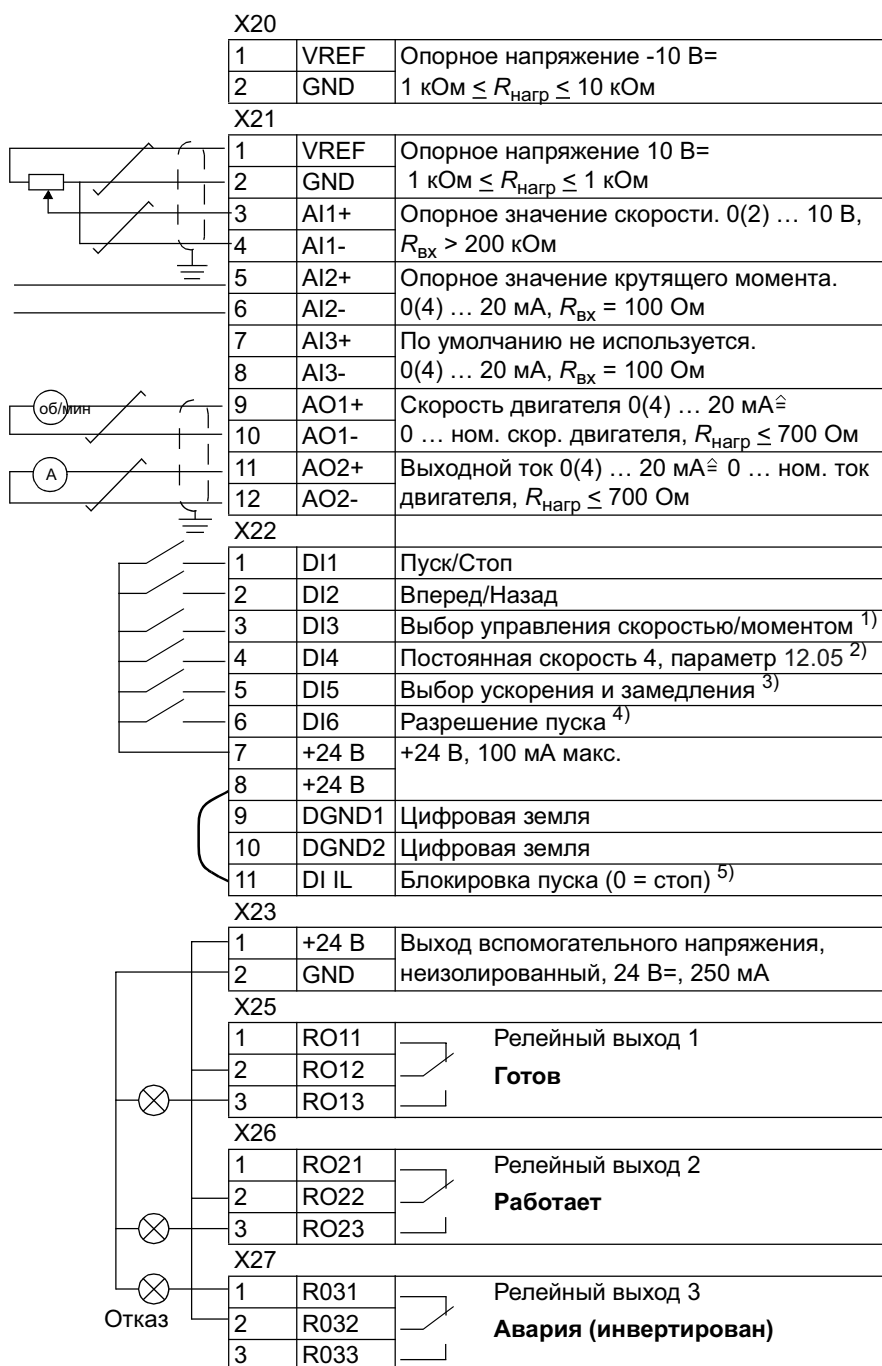 X20
1 VREF Опорное напряжение -10 В=
2 GND 1 кОм ≤ Rнагр ≤ 10 кОм
X21
1 VREF Опорное напряжение 10 В=
2 GND 1 кОм ≤ Rнагр ≤ 1 кОм
3 AI1+ Опорное значение скорости. 0(2) … 10 В,
4 AI1- Rвх > 200 кОм
5 AI2+ Опорное значение крутящего момента.
6 AI2- 0(4) … 20 мА, Rвх = 100 Ом
7 AI3+ По умолчанию не используется.
8 AI3- 0(4) … 20 мА, Rвх = 100 Ом
об/мин 9 AO1+ Скорость двигателя 0(4) … 20 мА≙
10 AO1- 0 … ном. скор. двигателя, Rнагр ≤ 700 Ом
A 11 AO2+ Выходной ток 0(4) … 20 мА≙ 0 … ном. ток
12 AO2- двигателя, Rнагр ≤ 700 Ом
X22
1 DI1 Пуск/Стоп
2 DI2 Вперед/Назад
3 DI3 Выбор управления скоростью/моментом 1)
4 DI4 Постоянная скорость 4, параметр 12.05 2)
5 DI5 Выбор ускорения и замедления 3)
6 DI6 Разрешение пуска 4)
7 +24 В +24 В, 100 мА макс.
8 +24 В
9 DGND1 Цифровая земля
10 DGND2 Цифровая земля
11 DI IL Блокировка пуска (0 = стоп) 5)
X23
1 +24 В Выход вспомогательного напряжения,
2 GND неизолированный, 24 В=, 250 мА
X25
1 RO11 Релейный выход 1
2 RO12 Готов
3 RO13
X26
1 RO21 Релейный выход 2
2 RO22 Работает
3 RO23
X27
1 R031 Релейный выход 3
Отказ 2 R032 Авария (инвертирован)
3 R033